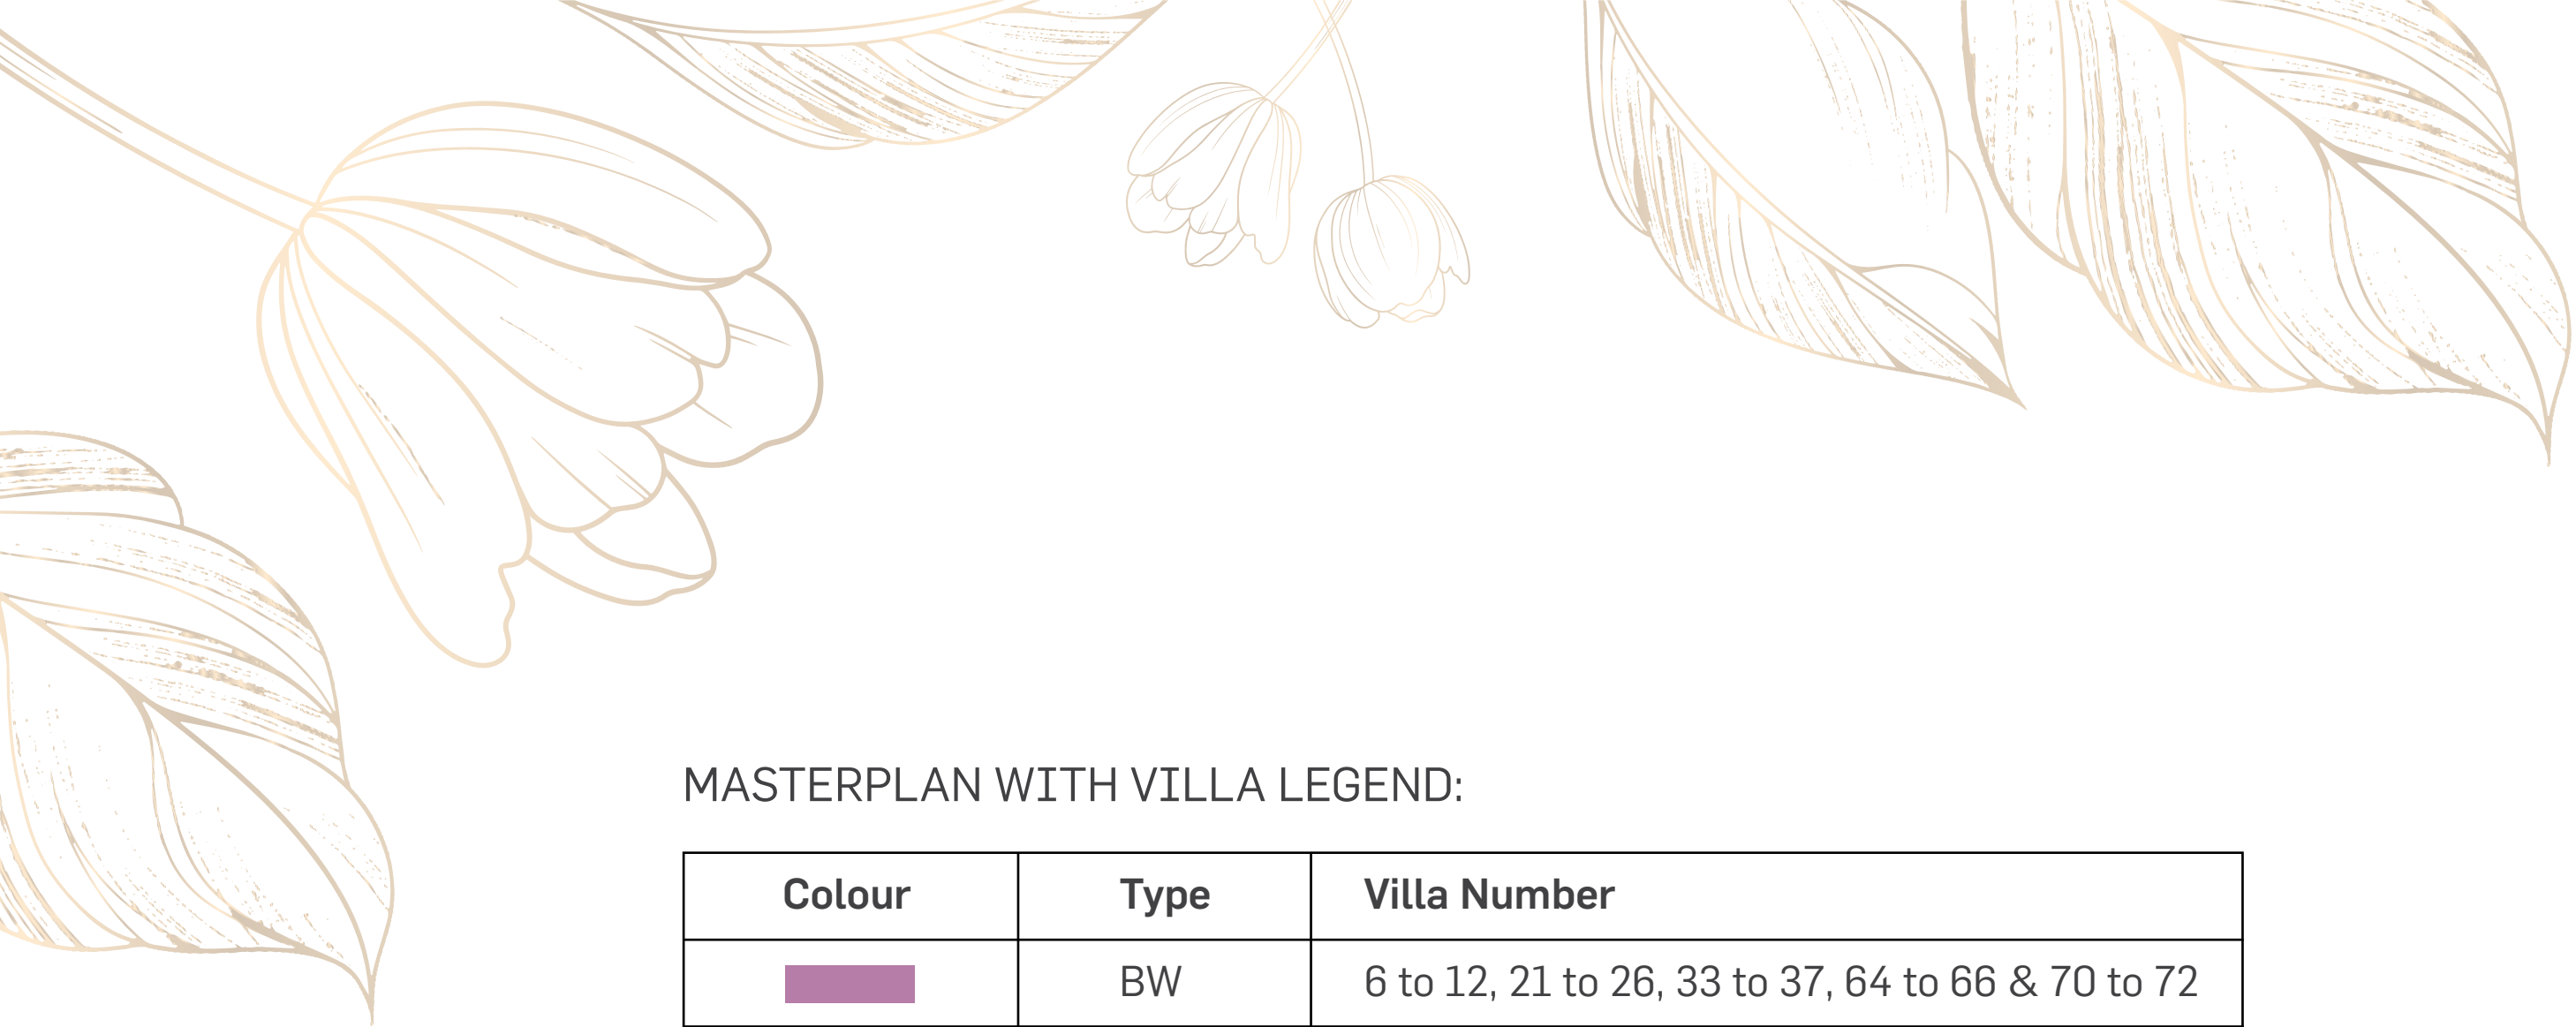 MASTERPLAN WITH VILLA LEGEND:
Colour Type Villa Number
BW 6 to 12, 21 to 26, 33 to 37, 64 to 66 & 70 to 72